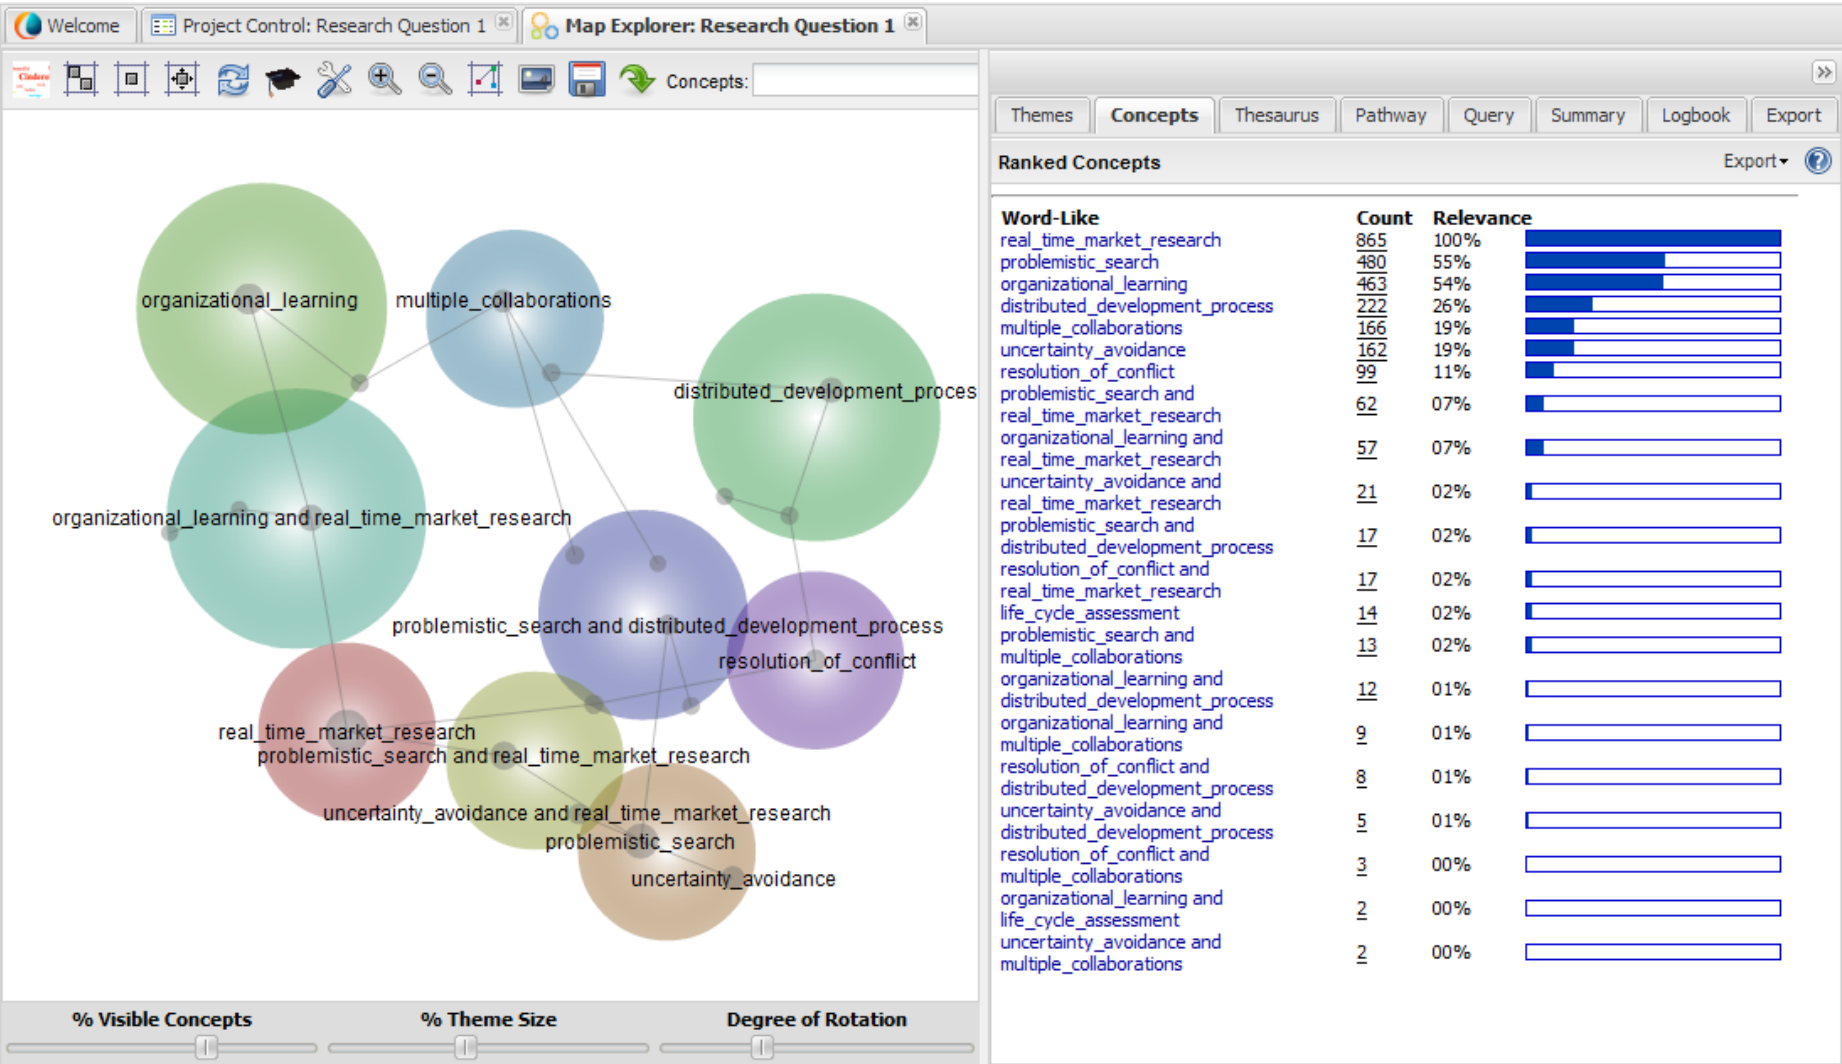 Welcome
Project Control: Research Question 1
Map Explorer: Research Question 1
Concepts:
organizational_learning
multiple_collaborations
distributed_development_proces
organizational_learning and real_time_market_research
problemistic_search and distributed_development_process
resolution_of_conflict
real_time_market_research
problemistic_search and real_time_market_research
uncertainty_avoidance and real_time_market_research
problemistic_search
uncertainty_avoidance
% Visible Concepts
% Theme Size
Degree of Rotation
Themes
Concepts
Thesaurus
Pathway
Query
Summary
Logbook
Export
Ranked Concepts
Export
Word-Like Count Relevance
real_time_market_research 865 100%
problemistic_search 480 55%
organizational_learning 463 54%
distributed_development_process 222 26%
multiple_collaborations 166 19%
uncertainty_avoidance 162 19%
resolution_of_conflict 99 11%
problemistic_search and
real_time_market_research 62 07%
organizational_learning and
real_time_market_research 57 07%
uncertainty_avoidance and
real_time_market_research 21 02%
problemistic_search and
distributed_development_process 17 02%
resolution_of_conflict and
real_time_market_research 17 02%
life_cycle_assessment 14 02%
problemistic_search and
multiple_collaborations 13 02%
organizational_learning and
distributed_development_process 12 01%
organizational_learning and
multiple_collaborations 9 01%
resolution_of_conflict and
distributed_development_process 8 01%
uncertainty_avoidance and
distributed_development_process 5 01%
resolution_of_conflict and
multiple_collaborations 3 00%
organizational_learning and
life_cycle_assessment 2 00%
uncertainty_avoidance and
multiple_collaborations 2 00%